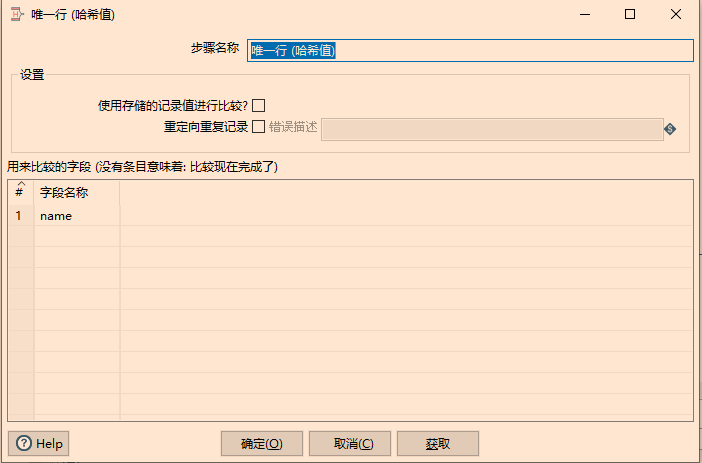 唯一行 (哈希值)
步骤名称 唯一行 (哈希值)
设置
使用存储的记录值进行比较?
重定向重复记录 错误描述
用来比较的字段 (没有条目意味着: 比较现在完成了)
# 字段名称
1 name
Help 确定(O) 取消(C) 获取